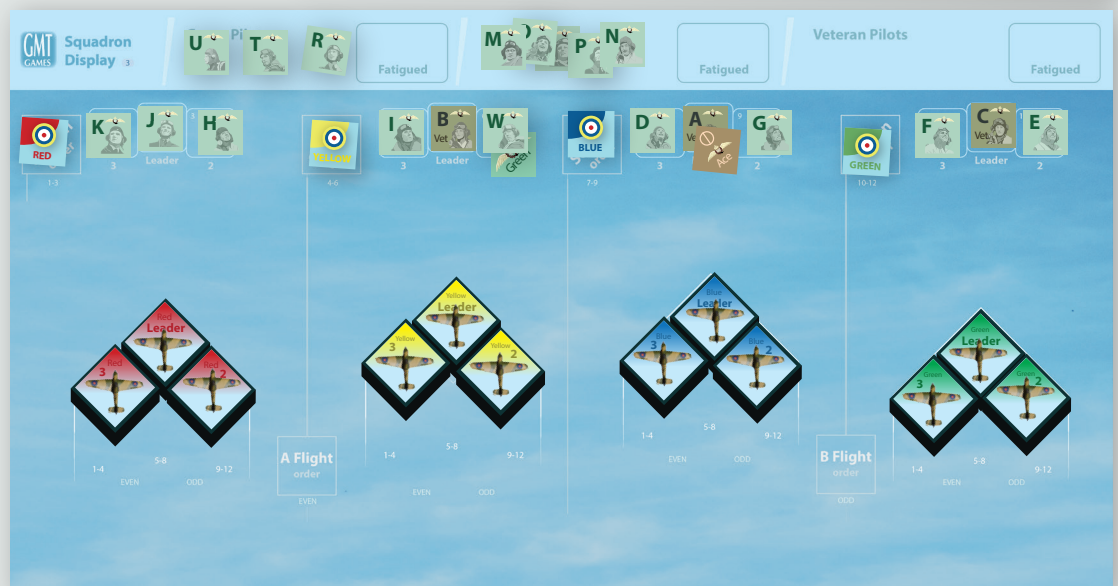 GMT
GAMES
Squadron
Display 3
U
T
R
Fatigued
M
P
N
Fatigued
Veteran Pilots
Fatigued
RED
1-3
K
3
J
Leader
H
2
YELLOW
4-6
I
3
B
Vet
Leader
W
Green
BLUE
7-9
D
3
A
Ve
Ace
G
2
GREEN
10-12
F
3
C
Vet
Leader
E
2
Red
Leader
Red
3
Red
2
1-4
5-8
9-12
EVEN
ODD
A Flight
order
EVEN
Yellow
Leader
Yellow
3
Yellow
2
1-4
5-8
9-12
EVEN
ODD
Blue
Leader
Blue
3
Blue
2
1-4
5-8
9-12
EVEN
ODD
B Flight
order
ODD
Green
Leader
Green
3
Green
2
1-4
5-8
9-12
EVEN
ODD